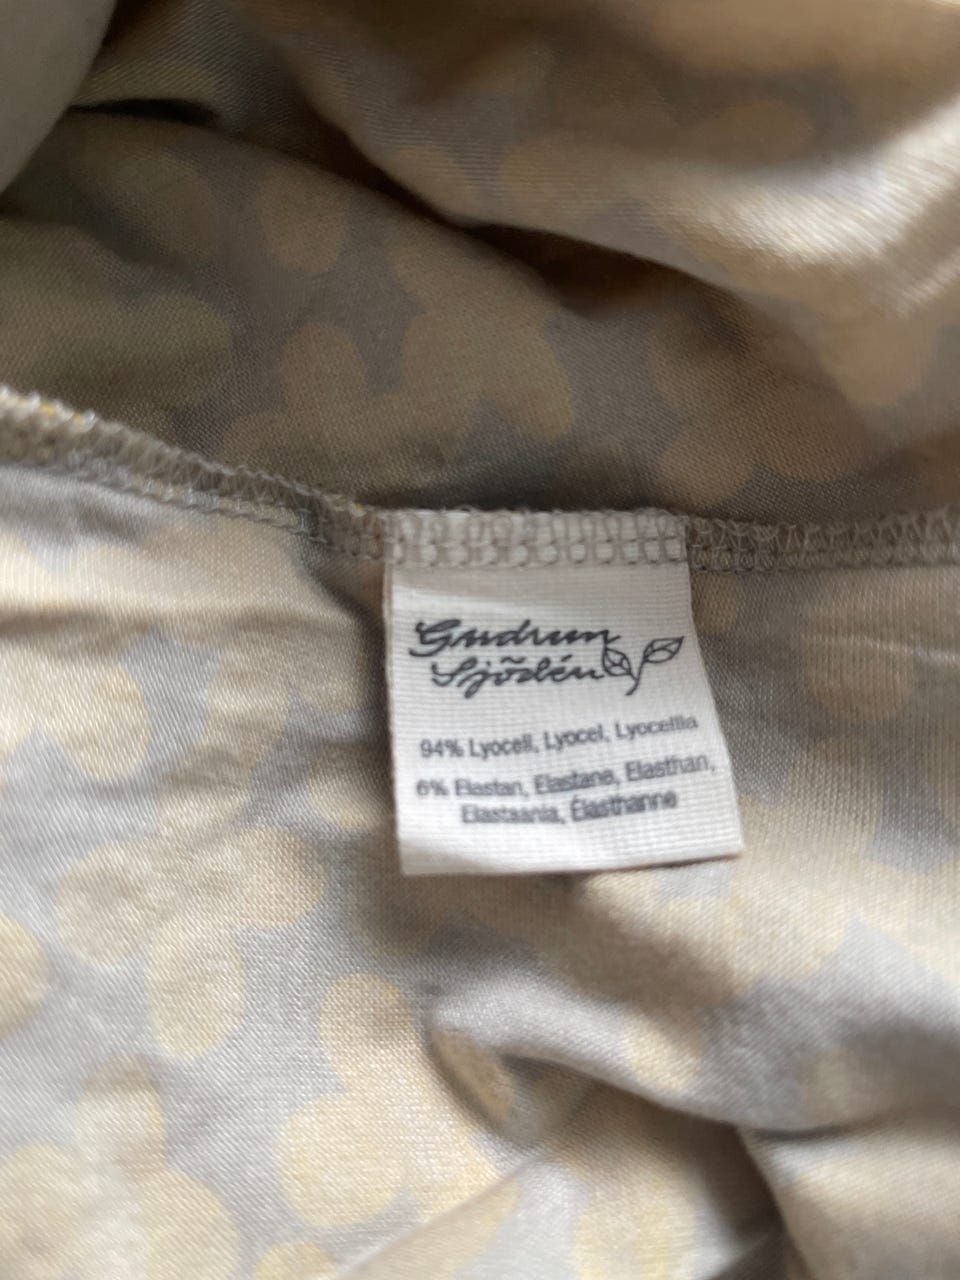 Gudrun
Sjödén
94% Lyocell, Lyocel, Lyocellia
6% Elastan, Elastane, Elasthan,
Elastaania, Élasthanne